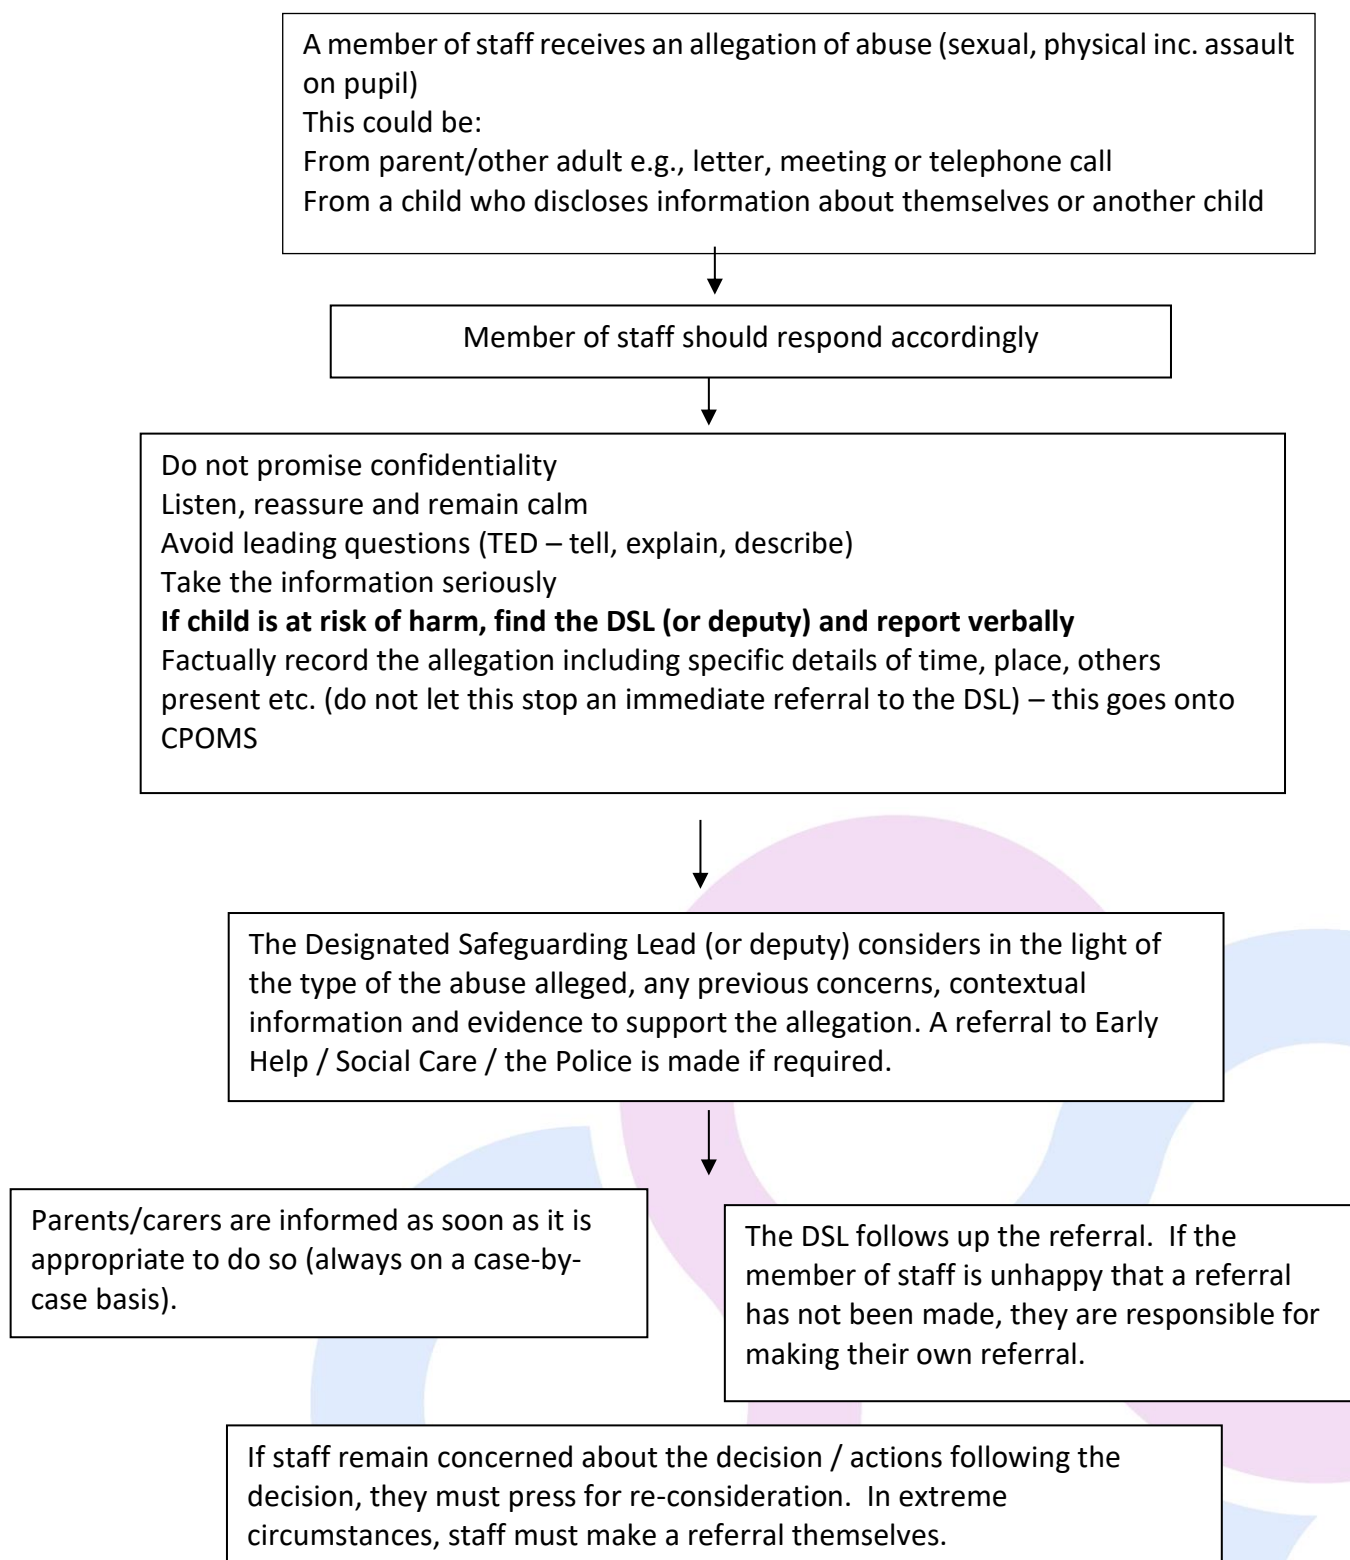 A member of staff receives an allegation of abuse (sexual, physical inc. assault
on pupil)
This could be:
From parent/other adult e.g., letter, meeting or telephone call
From a child who discloses information about themselves or another child
Member of staff should respond accordingly
Do not promise confidentiality
Listen, reassure and remain calm
Avoid leading questions (TED – tell, explain, describe)
Take the information seriously
If child is at risk of harm, find the DSL (or deputy) and report verbally
Factually record the allegation including specific details of time, place, others
present etc. (do not let this stop an immediate referral to the DSL) – this goes onto
CPOMS
The Designated Safeguarding Lead (or deputy) considers in the light of
the type of the abuse alleged, any previous concerns, contextual
information and evidence to support the allegation. A referral to Early
Help / Social Care / the Police is made if required.
Parents/carers are informed as soon as it is
appropriate to do so (always on a case-by-
case basis).
The DSL follows up the referral.  If the
member of staff is unhappy that a referral
has not been made, they are responsible for
making their own referral.
If staff remain concerned about the decision / actions following the
decision, they must press for re-consideration.  In extreme
circumstances, staff must make a referral themselves.